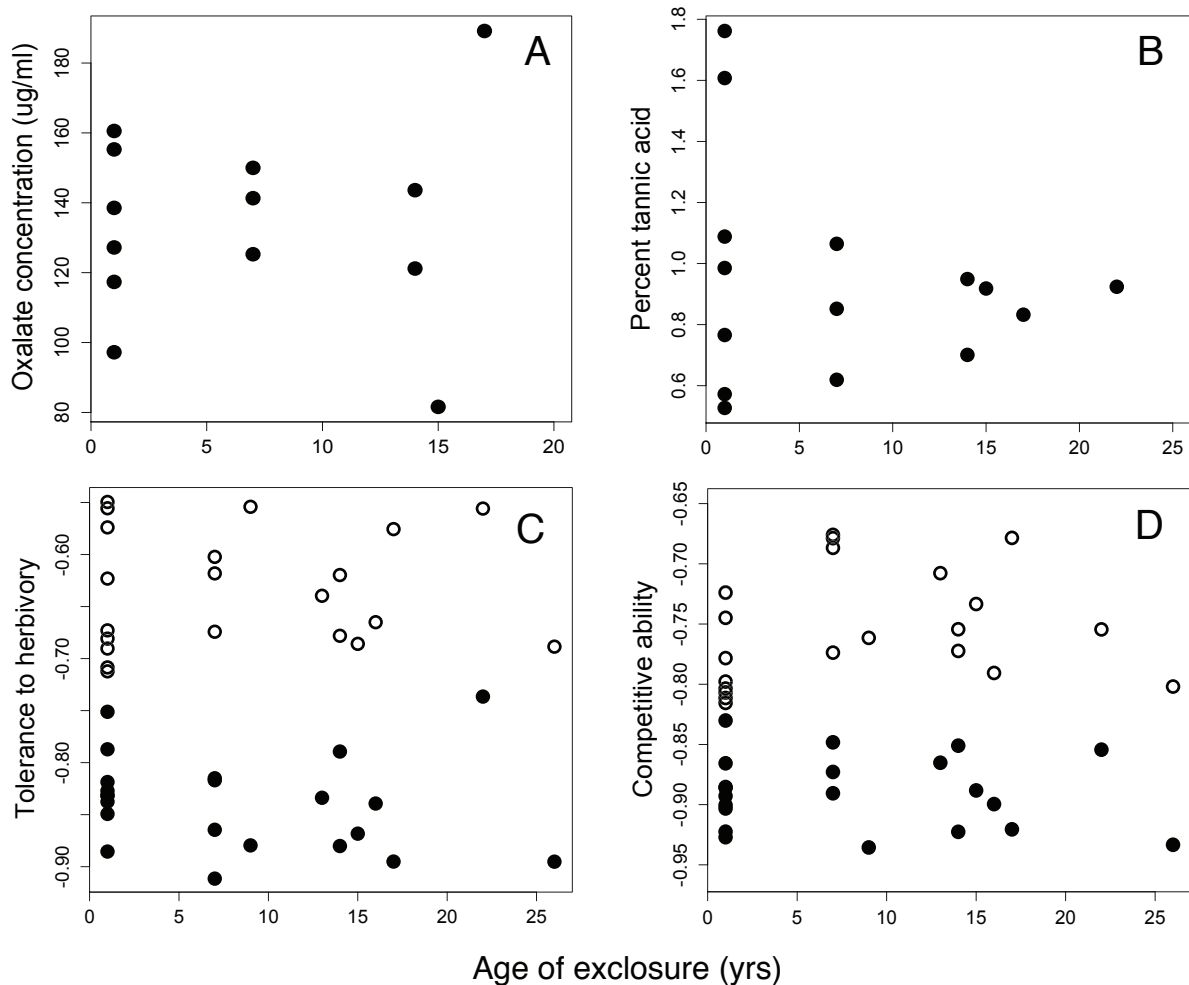 A
Oxalate concentration (ug/ml)
80 100 120 140 160 180
0 5 10 15 20
B
Percent tannic acid
0.6 0.8 1.0 1.2 1.4 1.6 1.8
0 5 10 15 20 25
C
Tolerance to herbivory
-0.90 -0.80 -0.70 -0.60
0 5 10 15 20 25
D
Competitive ability
-0.95 -0.90 -0.85 -0.80 -0.75 -0.70 -0.65
0 5 10 15 20 25
Age of exclosure (yrs)